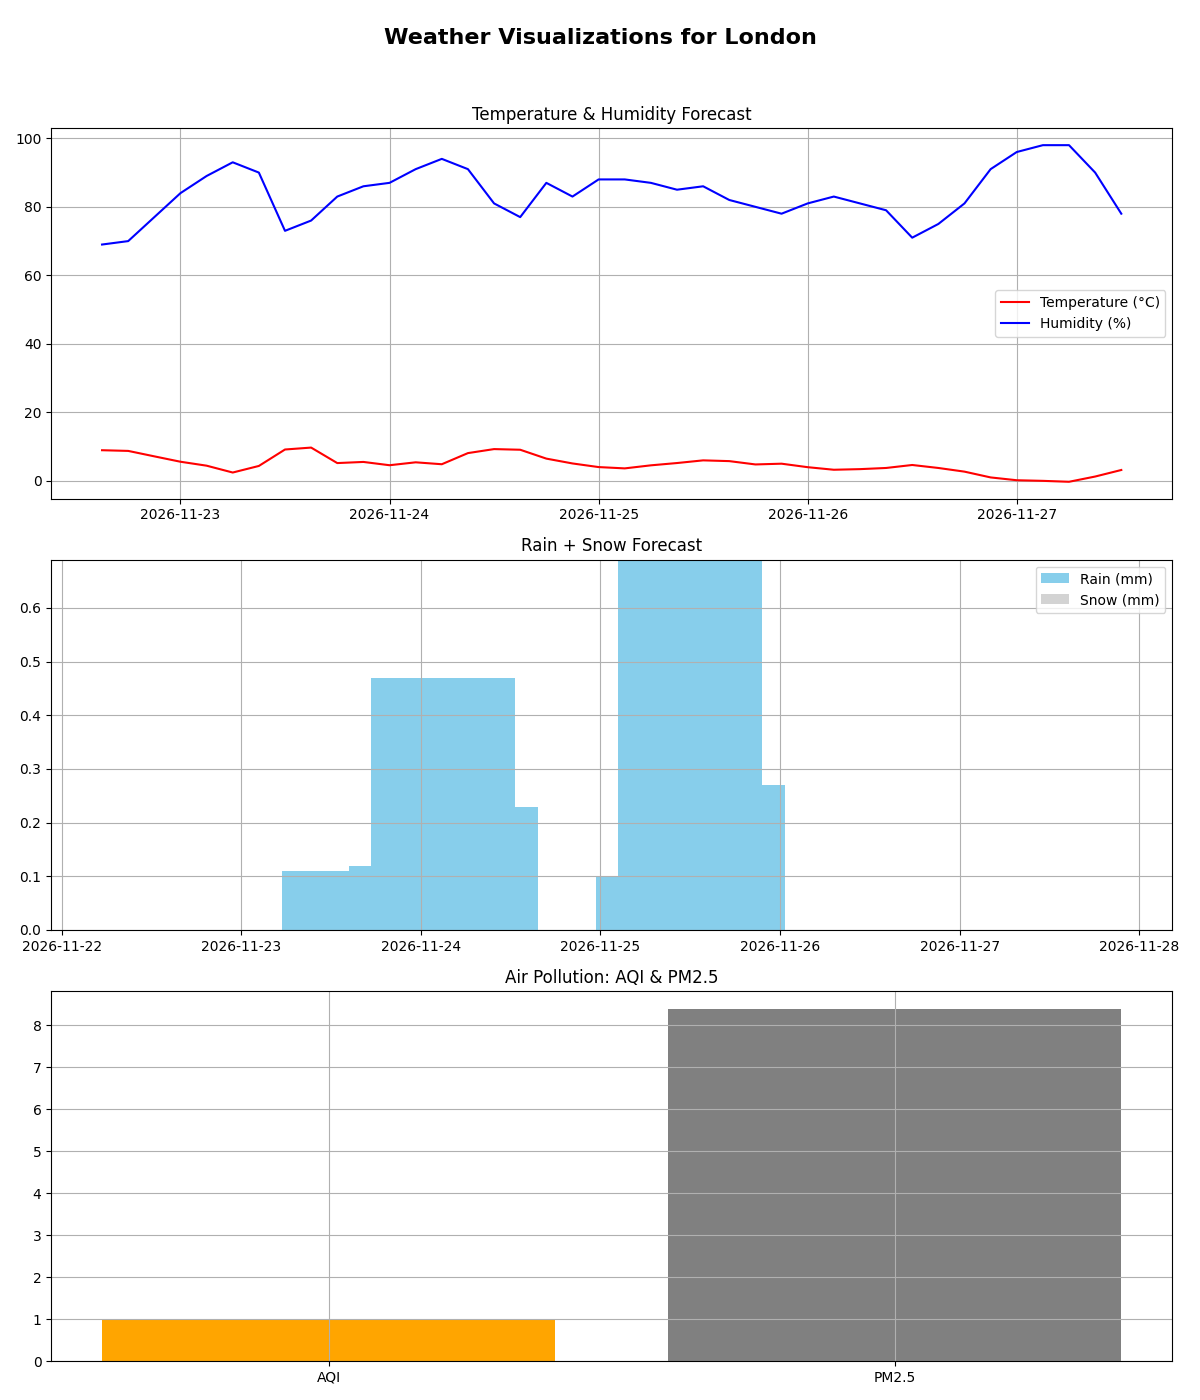 Weather Visualizations for London
Temperature & Humidity Forecast
100
80
60
40
20
0
Temperature (°C)
Humidity (%)
2026-11-23 2026-11-24 2026-11-25 2026-11-26 2026-11-27
Rain + Snow Forecast
Rain (mm)
Snow (mm)
0.6
0.5
0.4
0.3
0.2
0.1
0.0
2026-11-22 2026-11-23 2026-11-24 2026-11-25 2026-11-26 2026-11-27 2026-11-28
Air Pollution: AQI & PM2.5
8
7
6
5
4
3
2
1
0
AQI PM2.5